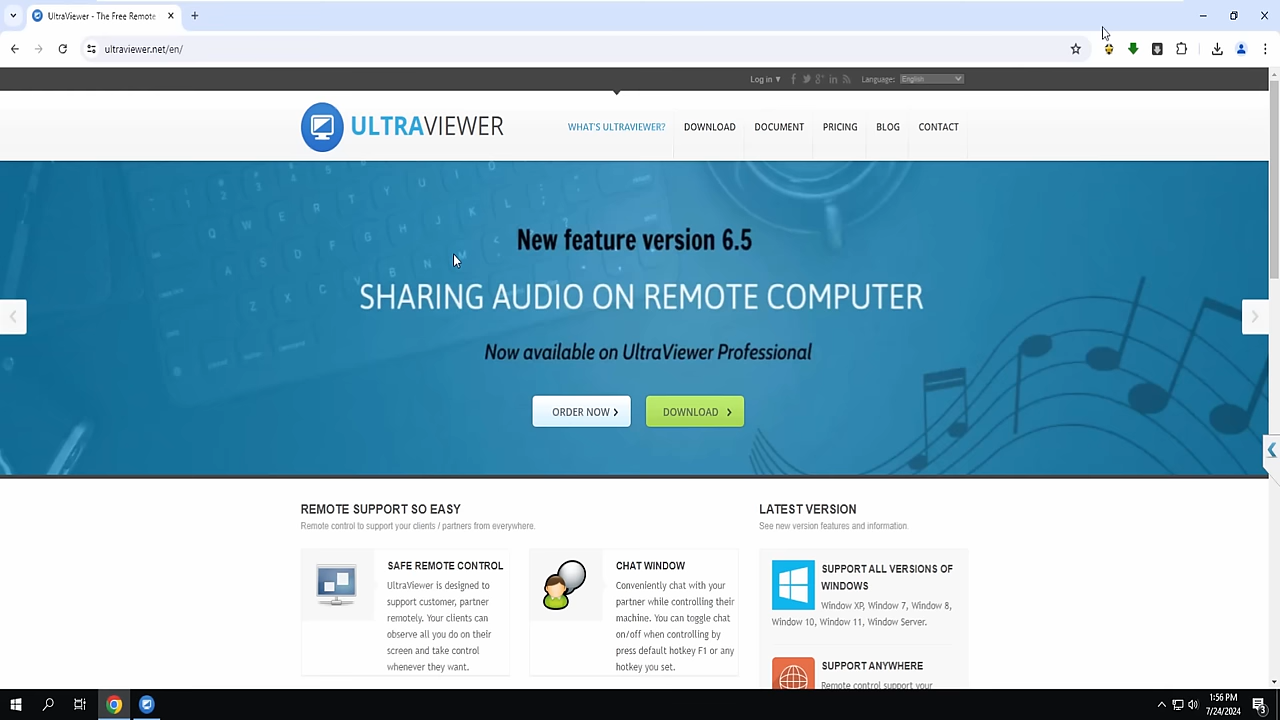 UltraViewer - The Free Remote
ultraviewer.net/en/
Log in ▼
Language:
English
ULTRAVIEWER
WHAT'S ULTRAVIEWER?
DOWNLOAD
DOCUMENT
PRICING
BLOG
CONTACT
New feature version 6.5
SHARING AUDIO ON REMOTE COMPUTER
Now available on UltraViewer Professional
ORDER NOW
DOWNLOAD
REMOTE SUPPORT SO EASY
Remote control to support your clients / partners from everywhere.
SAFE REMOTE CONTROL
UltraViewer is designed to
support customer, partner
remotely. Your clients can
observe all you do on their
screen and take control
whenever they want.
CHAT WINDOW
Conveniently chat with your
partner while controlling their
machine. You can toggle chat
on/off when controlling by
press default hotkey F1 or any
hotkey you set.
LATEST VERSION
See new version features and information.
SUPPORT ALL VERSIONS OF
WINDOWS
Window XP, Window 7, Window 8,
Window 10, Window 11, Window Server.
SUPPORT ANYWHERE
Remote control support your
1:56 PM
7/24/2024